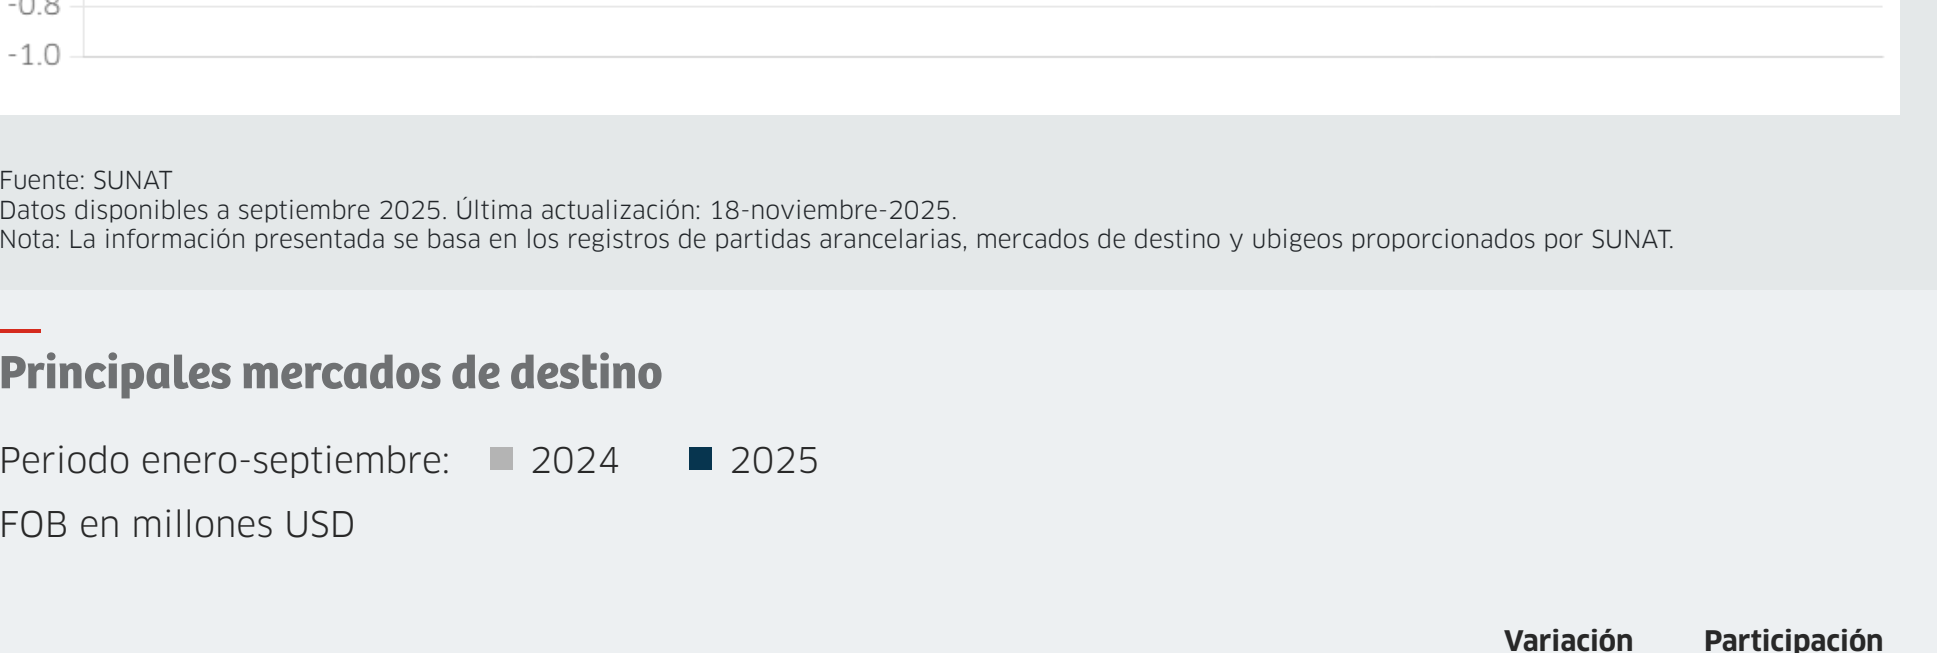 -0.8
-1.0
Fuente: SUNAT
Datos disponibles a septiembre 2025. Última actualización: 18-noviembre-2025.
Nota: La información presentada se basa en los registros de partidas arancelarias, mercados de destino y ubigeos proporcionados por SUNAT.
Principales mercados de destino
Periodo enero-septiembre: 2024 2025
FOB en millones USD
Variación Participación